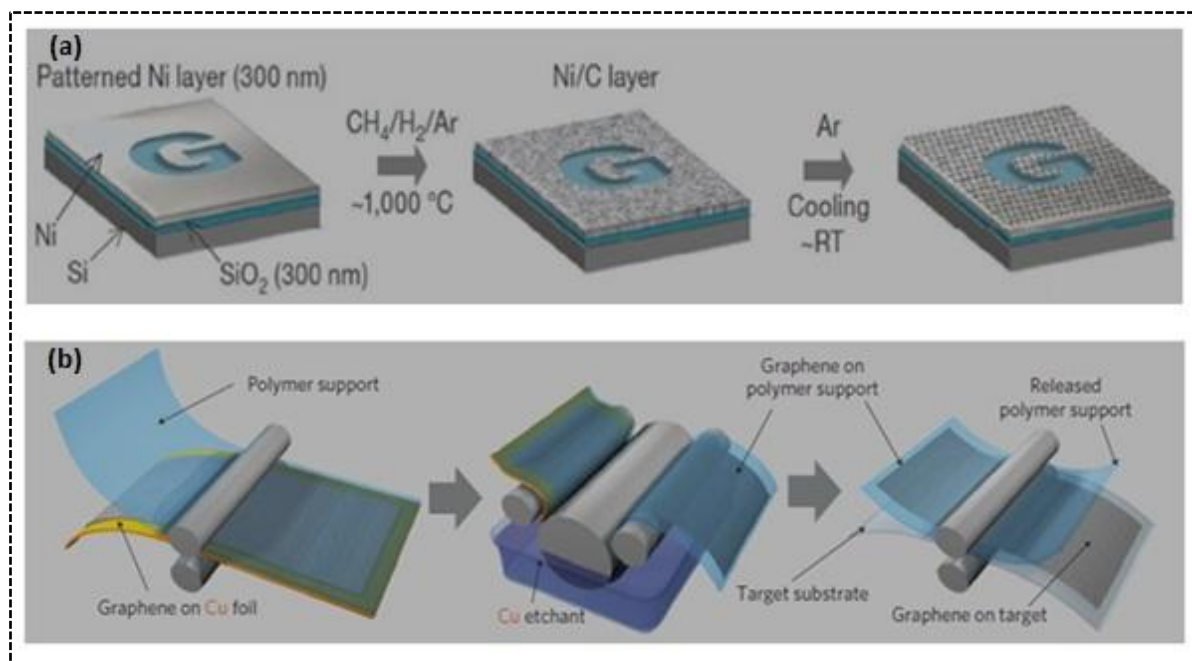 (a)
Patterned Ni layer (300 nm)
Ni/C layer
CH₄/H₂/Ar
~1,000 °C
Ar
Cooling
~RT
Ni
Si
SiO₂ (300 nm)
(b)
Polymer support
Graphene on
polymer support
Released
polymer support
Graphene on Cu foil
Cu etchant
Target substrate
Graphene on target